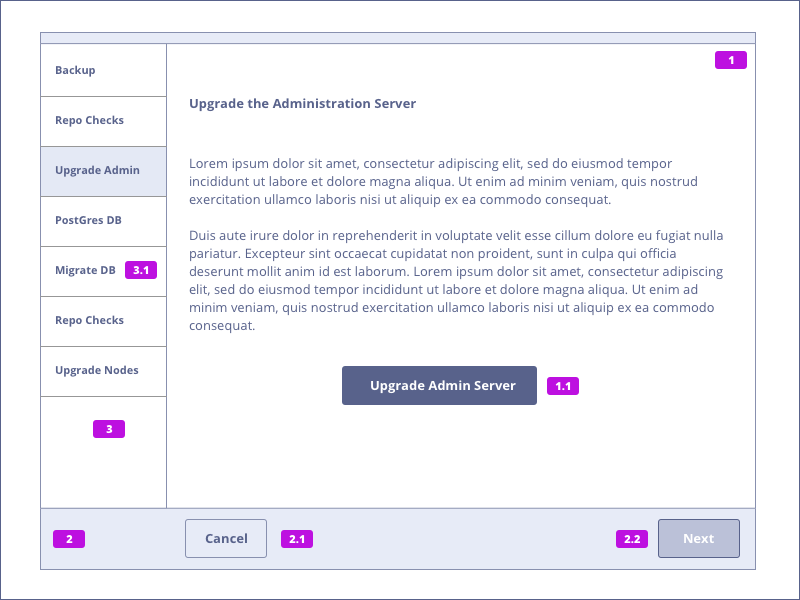 Backup
Repo Checks
Upgrade Admin
PostGres DB
Migrate DB 3.1
Repo Checks
Upgrade Nodes
3
1
Upgrade the Administration Server
Lorem ipsum dolor sit amet, consectetur adipiscing elit, sed do eiusmod tempor
incididunt ut labore et dolore magna aliqua. Ut enim ad minim veniam, quis nostrud
exercitation ullamco laboris nisi ut aliquip ex ea commodo consequat.
Duis aute irure dolor in reprehenderit in voluptate velit esse cillum dolore eu fugiat nulla
pariatur. Excepteur sint occaecat cupidatat non proident, sunt in culpa qui officia
deserunt mollit anim id est laborum. Lorem ipsum dolor sit amet, consectetur adipiscing
elit, sed do eiusmod tempor incididunt ut labore et dolore magna aliqua. Ut enim ad
minim veniam, quis nostrud exercitation ullamco laboris nisi ut aliquip ex ea commodo
consequat.
Upgrade Admin Server 1.1
2 Cancel 2.1 2.2 Next